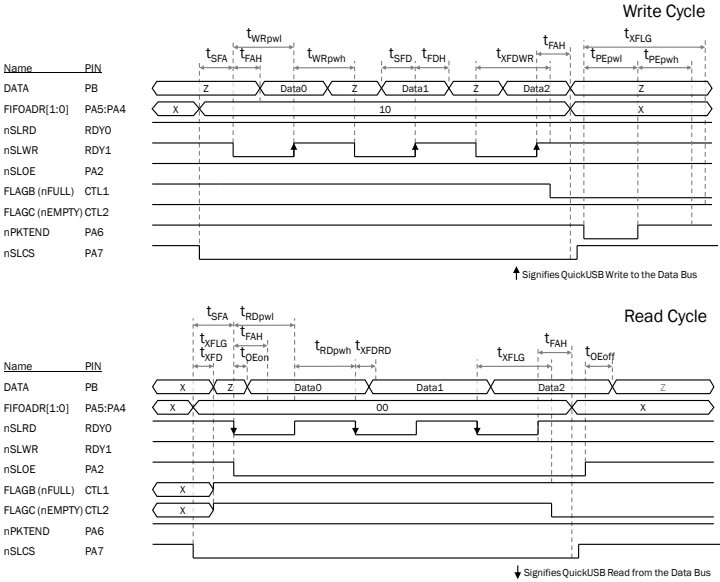 Write Cycle
tWRpwl tFAH tXFLG
tSFA tFAH tWRpwh tSFD tFDH tXFDWR tPEpwl tPEpwh
Name PIN
DATA PB Z Data0 Z Data1 Z Data2 Z
FIFOADR[1:0] PA5:PA4 X 10 X
nSLRD RDY0
nSLWR RDY1
nSLOE PA2
FLAGB (nFULL) CTL1
FLAGC (nEMPTY) CTL2
nPKTEND PA6
nSLCS PA7
Signifies QuickUSB Write to the Data Bus
Read Cycle
tSFA tRDpwl
tXFLG tFAH tFAH
tXFD tOEon tRDpwh tXFDRD tXFLG tOEoff
Name PIN
DATA PB X Z Data0 Data1 Data2 Z
FIFOADR[1:0] PA5:PA4 X 00 X
nSLRD RDY0
nSLWR RDY1
nSLOE PA2
FLAGB (nFULL) CTL1 X
FLAGC (nEMPTY) CTL2 X
nPKTEND PA6
nSLCS PA7
Signifies QuickUSB Read from the Data Bus